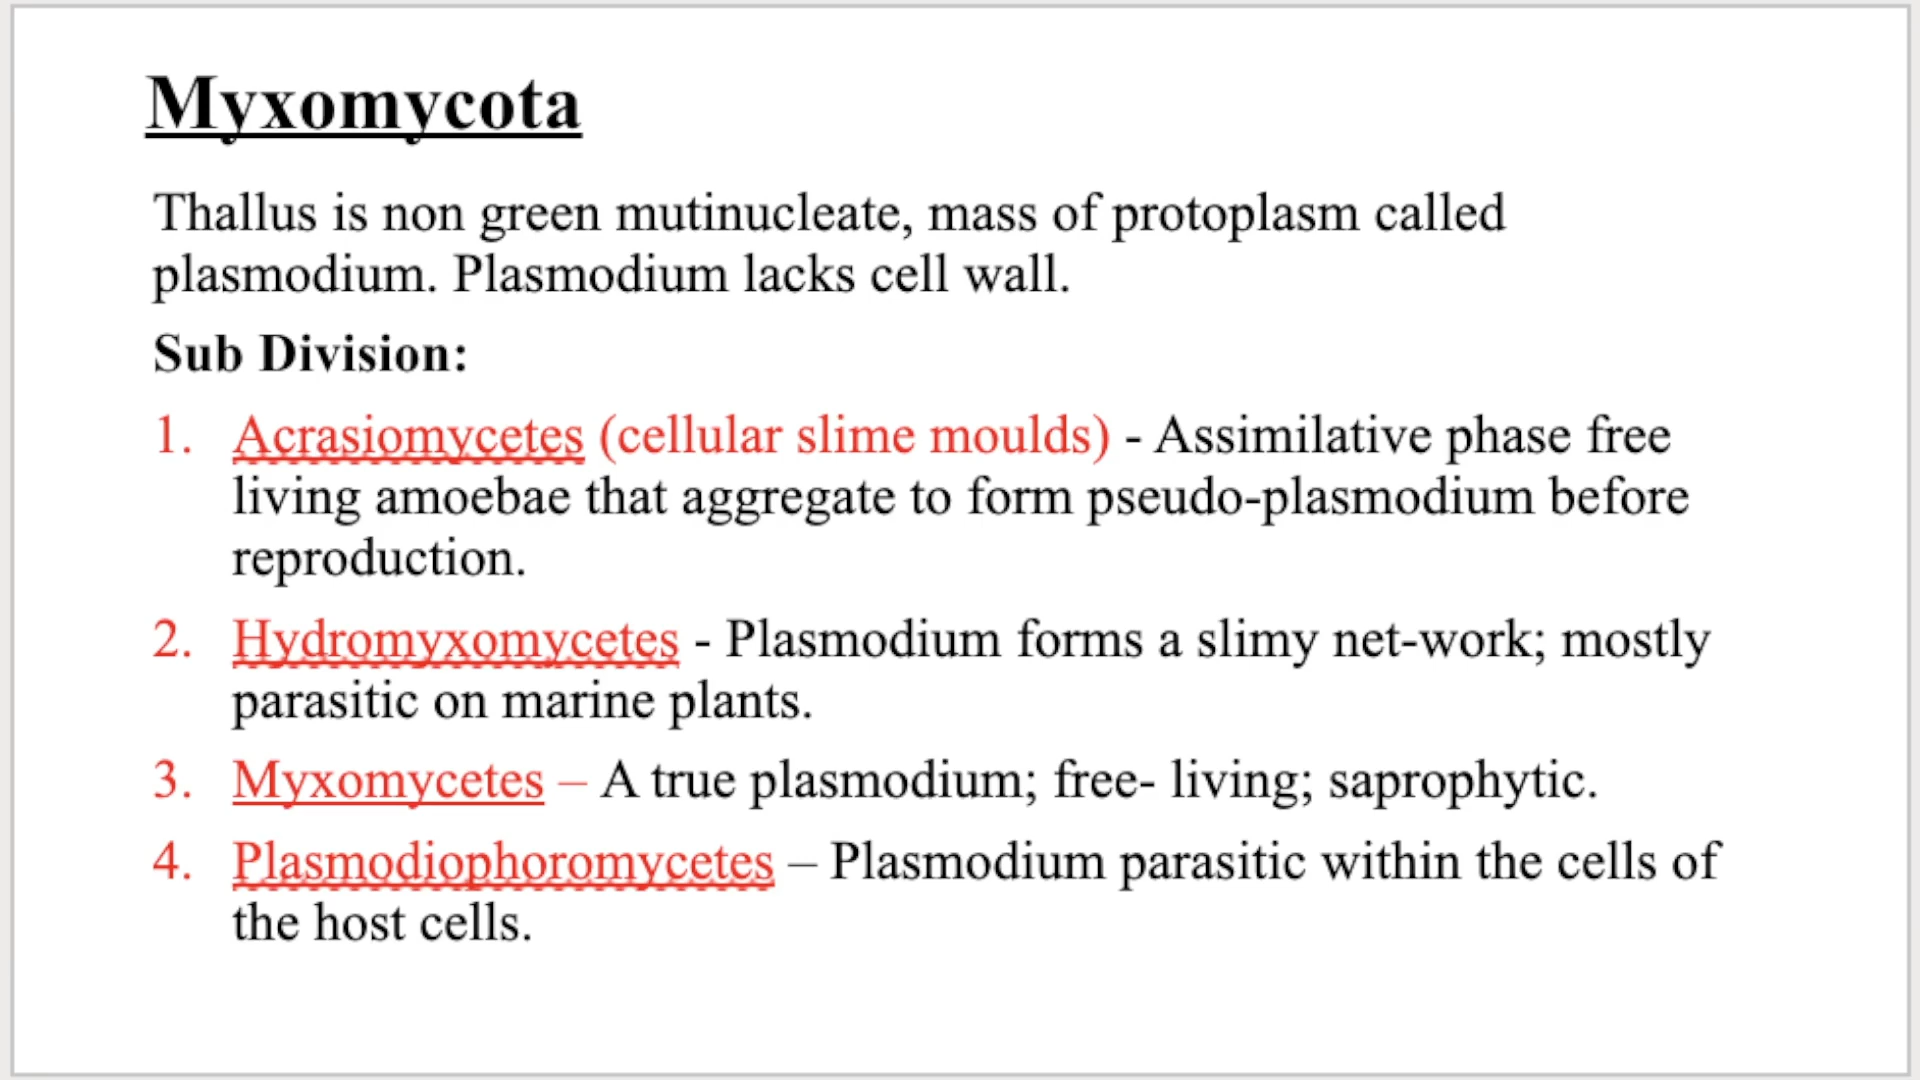 Myxomycota
Thallus is non green mutinucleate, mass of protoplasm called
plasmodium. Plasmodium lacks cell wall.
Sub Division:
1. Acrasiomycetes (cellular slime moulds) - Assimilative phase free
living amoebae that aggregate to form pseudo-plasmodium before
reproduction.
2. Hydromyxomycetes - Plasmodium forms a slimy net-work; mostly
parasitic on marine plants.
3. Myxomycetes – A true plasmodium; free- living; saprophytic.
4. Plasmodiophoromycetes – Plasmodium parasitic within the cells of
the host cells.